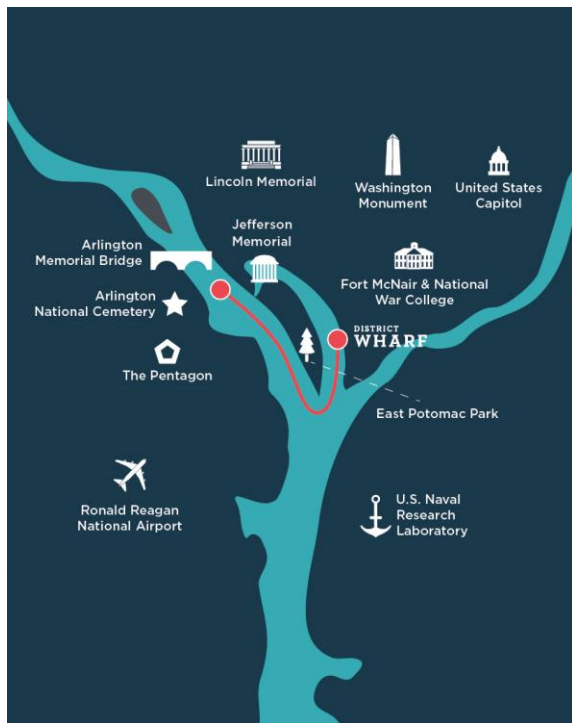 Lincoln Memorial
Washington
Monument
United States
Capitol
Jefferson
Memorial
Arlington
Memorial Bridge
Fort McNair & National
War College
Arlington
National Cemetery
DISTRICT
WHARF
The Pentagon
East Potomac Park
Ronald Reagan
National Airport
U.S. Naval
Research
Laboratory